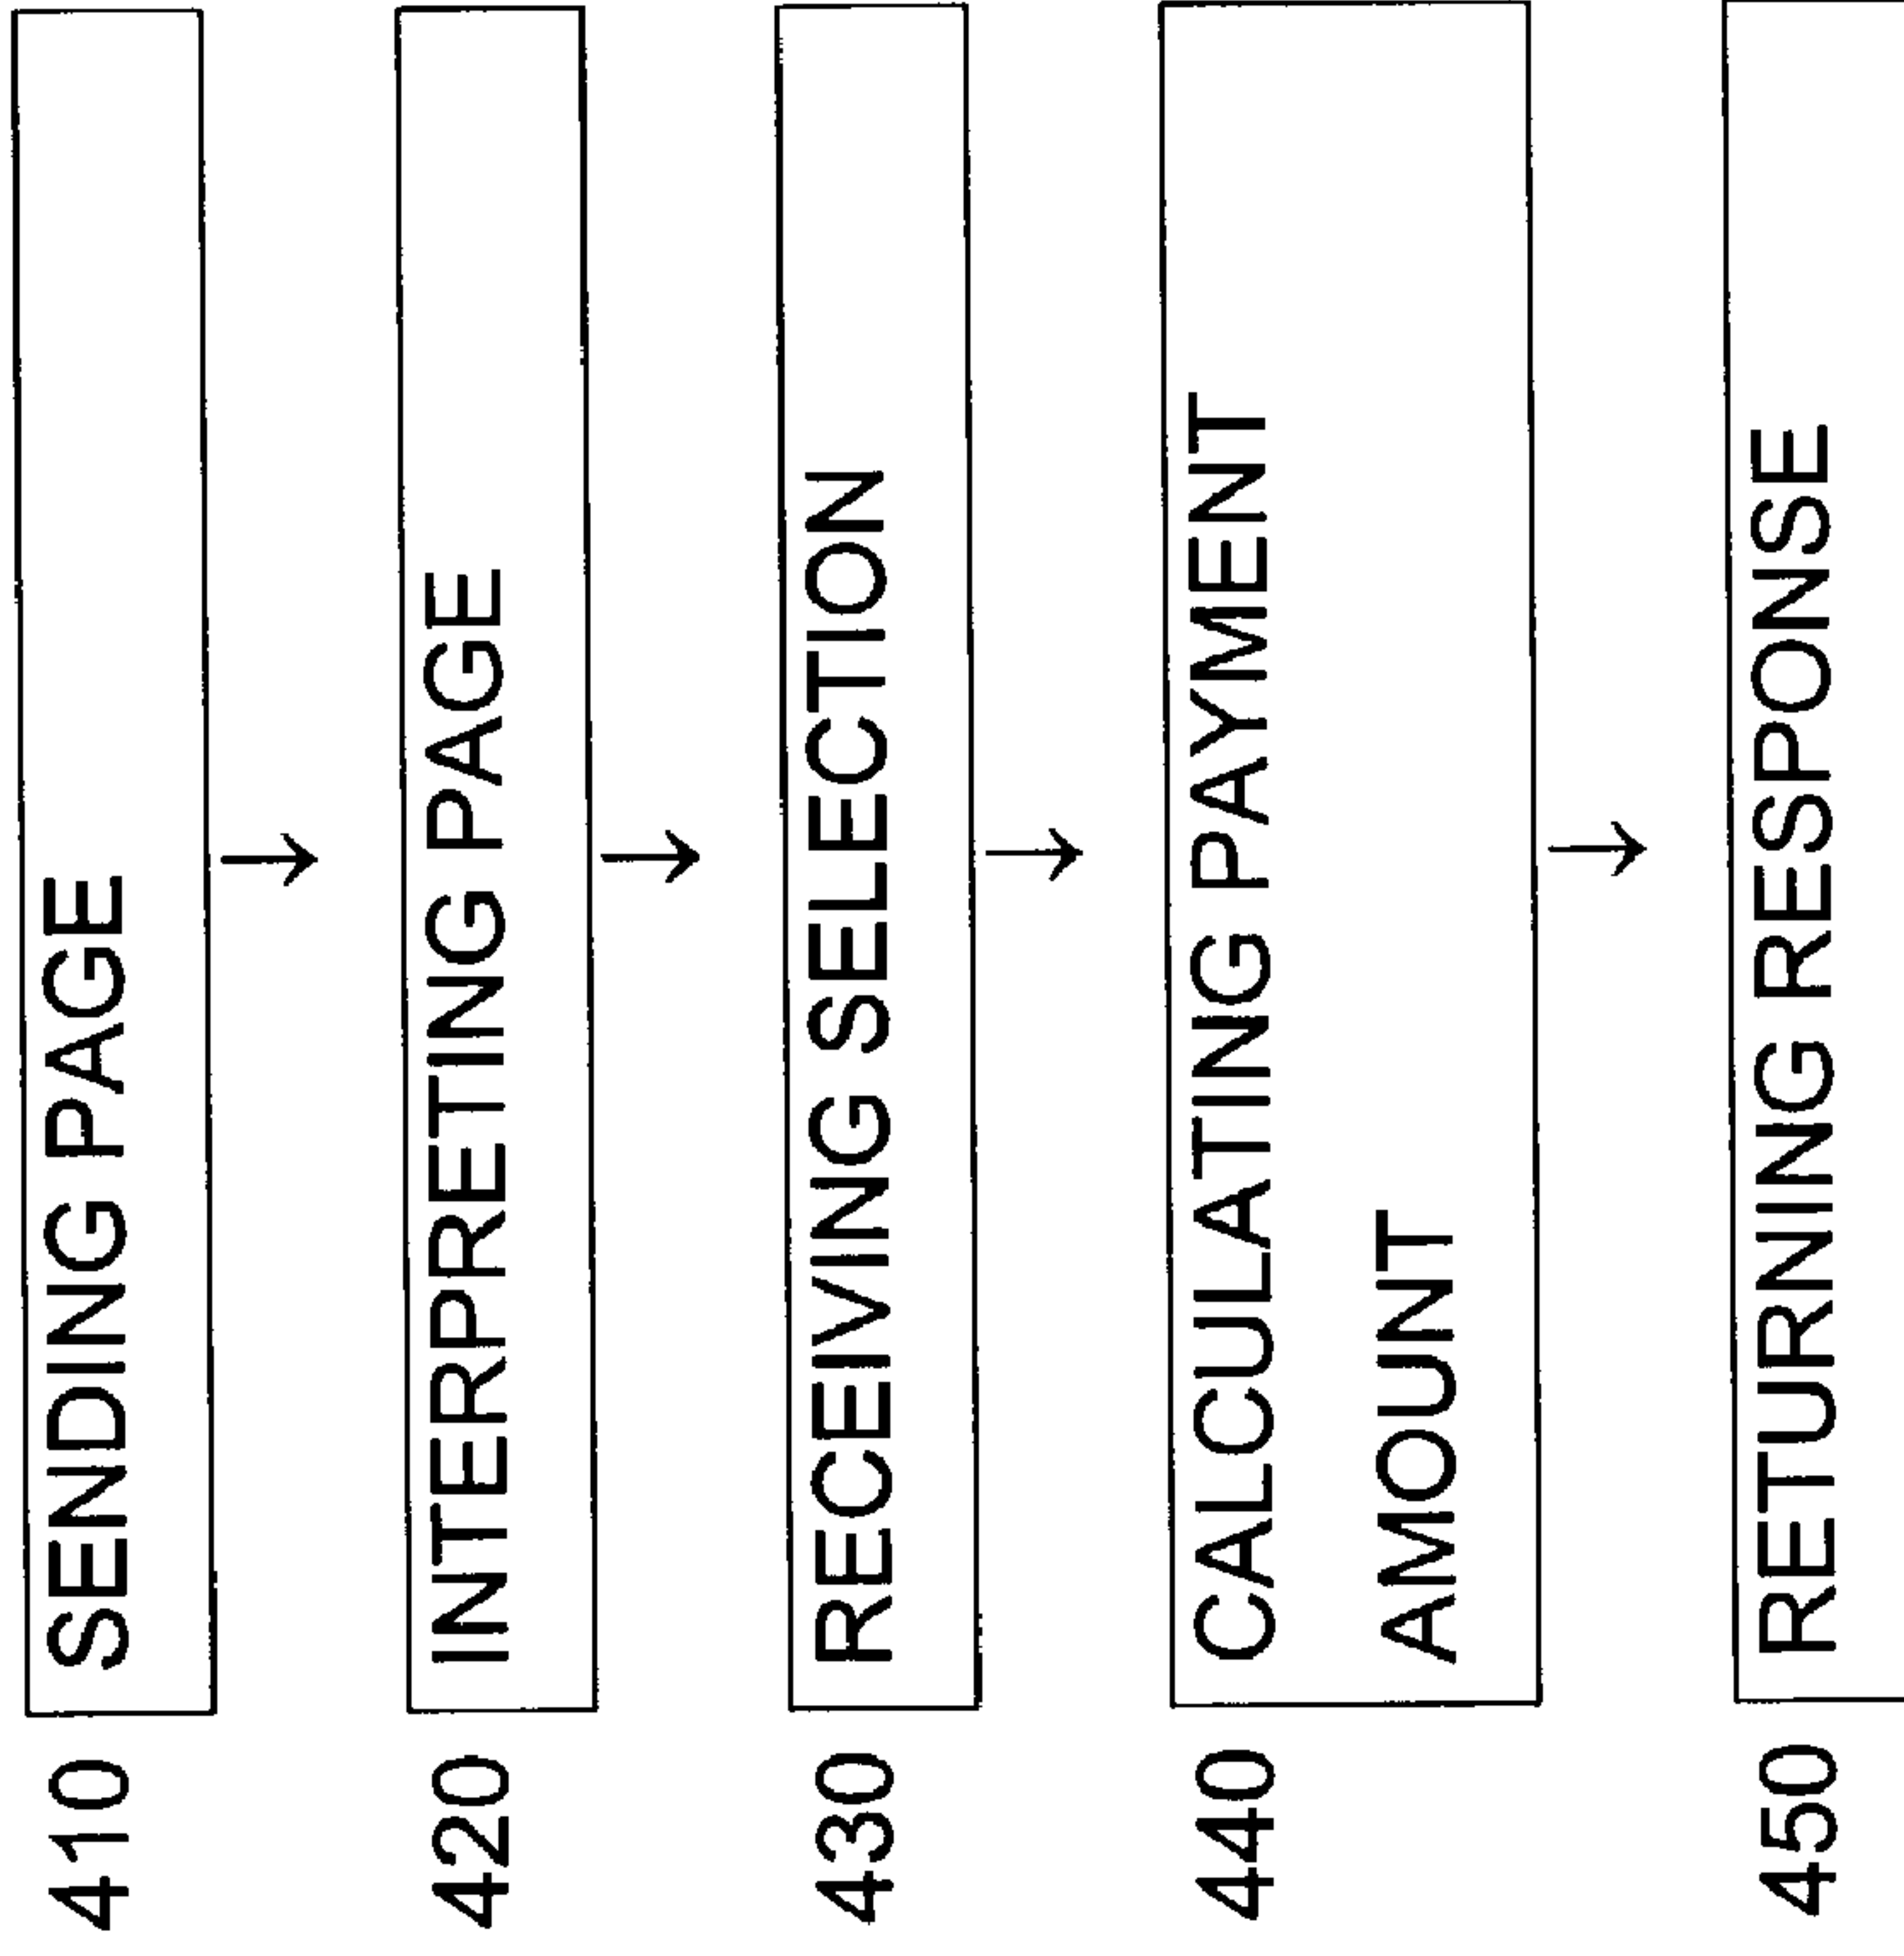 410 SENDING PAGE
420 INTERPRETING PAGE
430 RECEIVING SELECTION
440 CALCULATING PAYMENT
AMOUNT
450 RETURNING RESPONSE